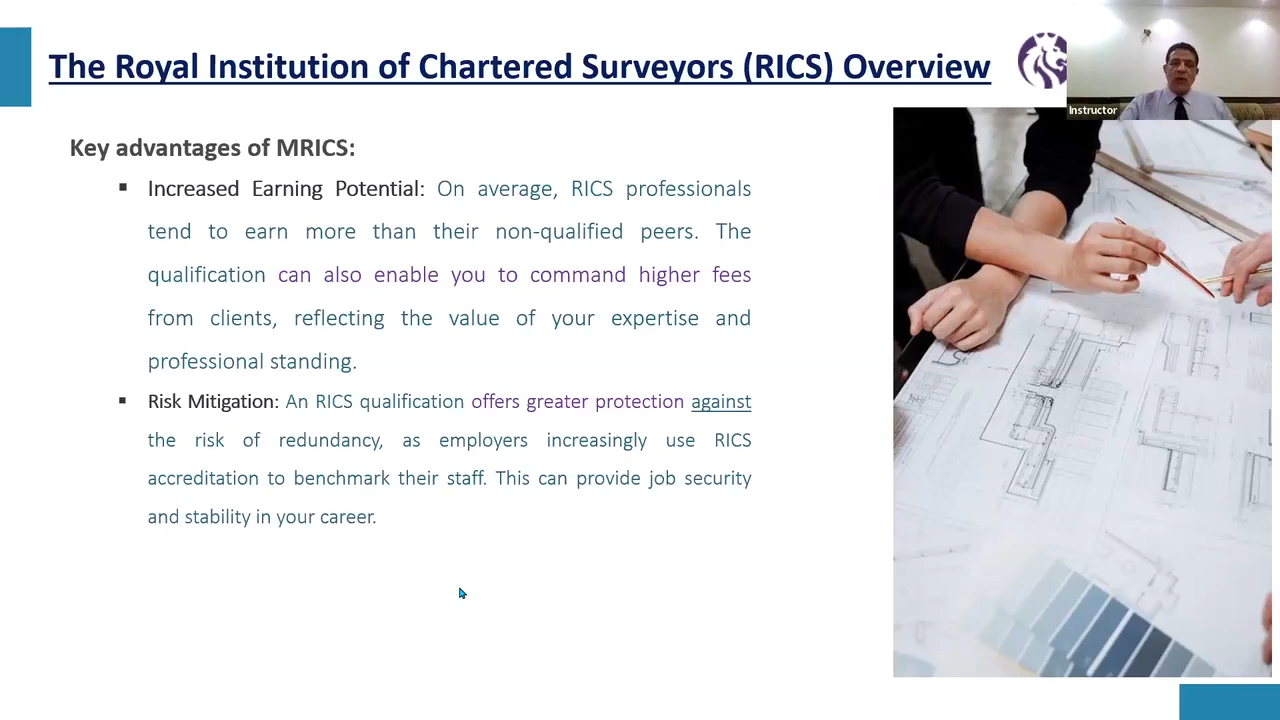 The Royal Institution of Chartered Surveyors (RICS) Overview
Instructor
Key advantages of MRICS:
▪ Increased Earning Potential: On average, RICS professionals
tend to earn more than their non-qualified peers. The
qualification can also enable you to command higher fees
from clients, reflecting the value of your expertise and
professional standing.
▪ Risk Mitigation: An RICS qualification offers greater protection against
the risk of redundancy, as employers increasingly use RICS
accreditation to benchmark their staff. This can provide job security
and stability in your career.